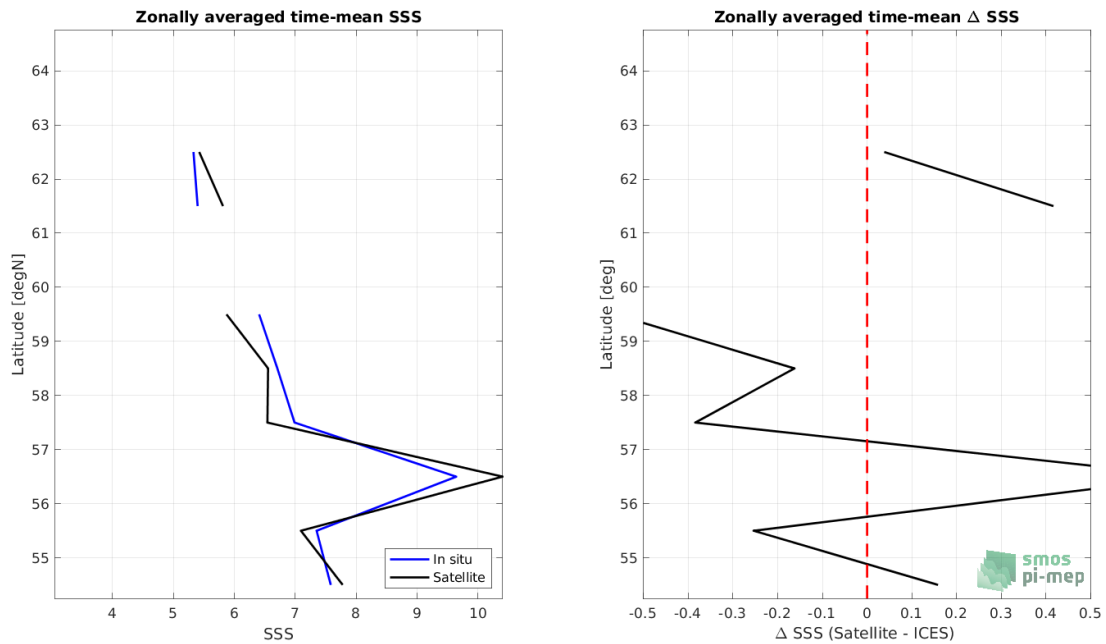 Zonally averaged time-mean SSS
64
63
62
61
60
59
58
57
56
55
Latitude [degN]
4 5 6 7 8 9 10
SSS
In situ
Satellite
Zonally averaged time-mean Δ SSS
64
63
62
61
60
59
58
57
56
55
Latitude [deg]
-0.5 -0.4 -0.3 -0.2 -0.1 0 0.1 0.2 0.3 0.4 0.5
Δ SSS (Satellite - ICES)
smos
pi-mep